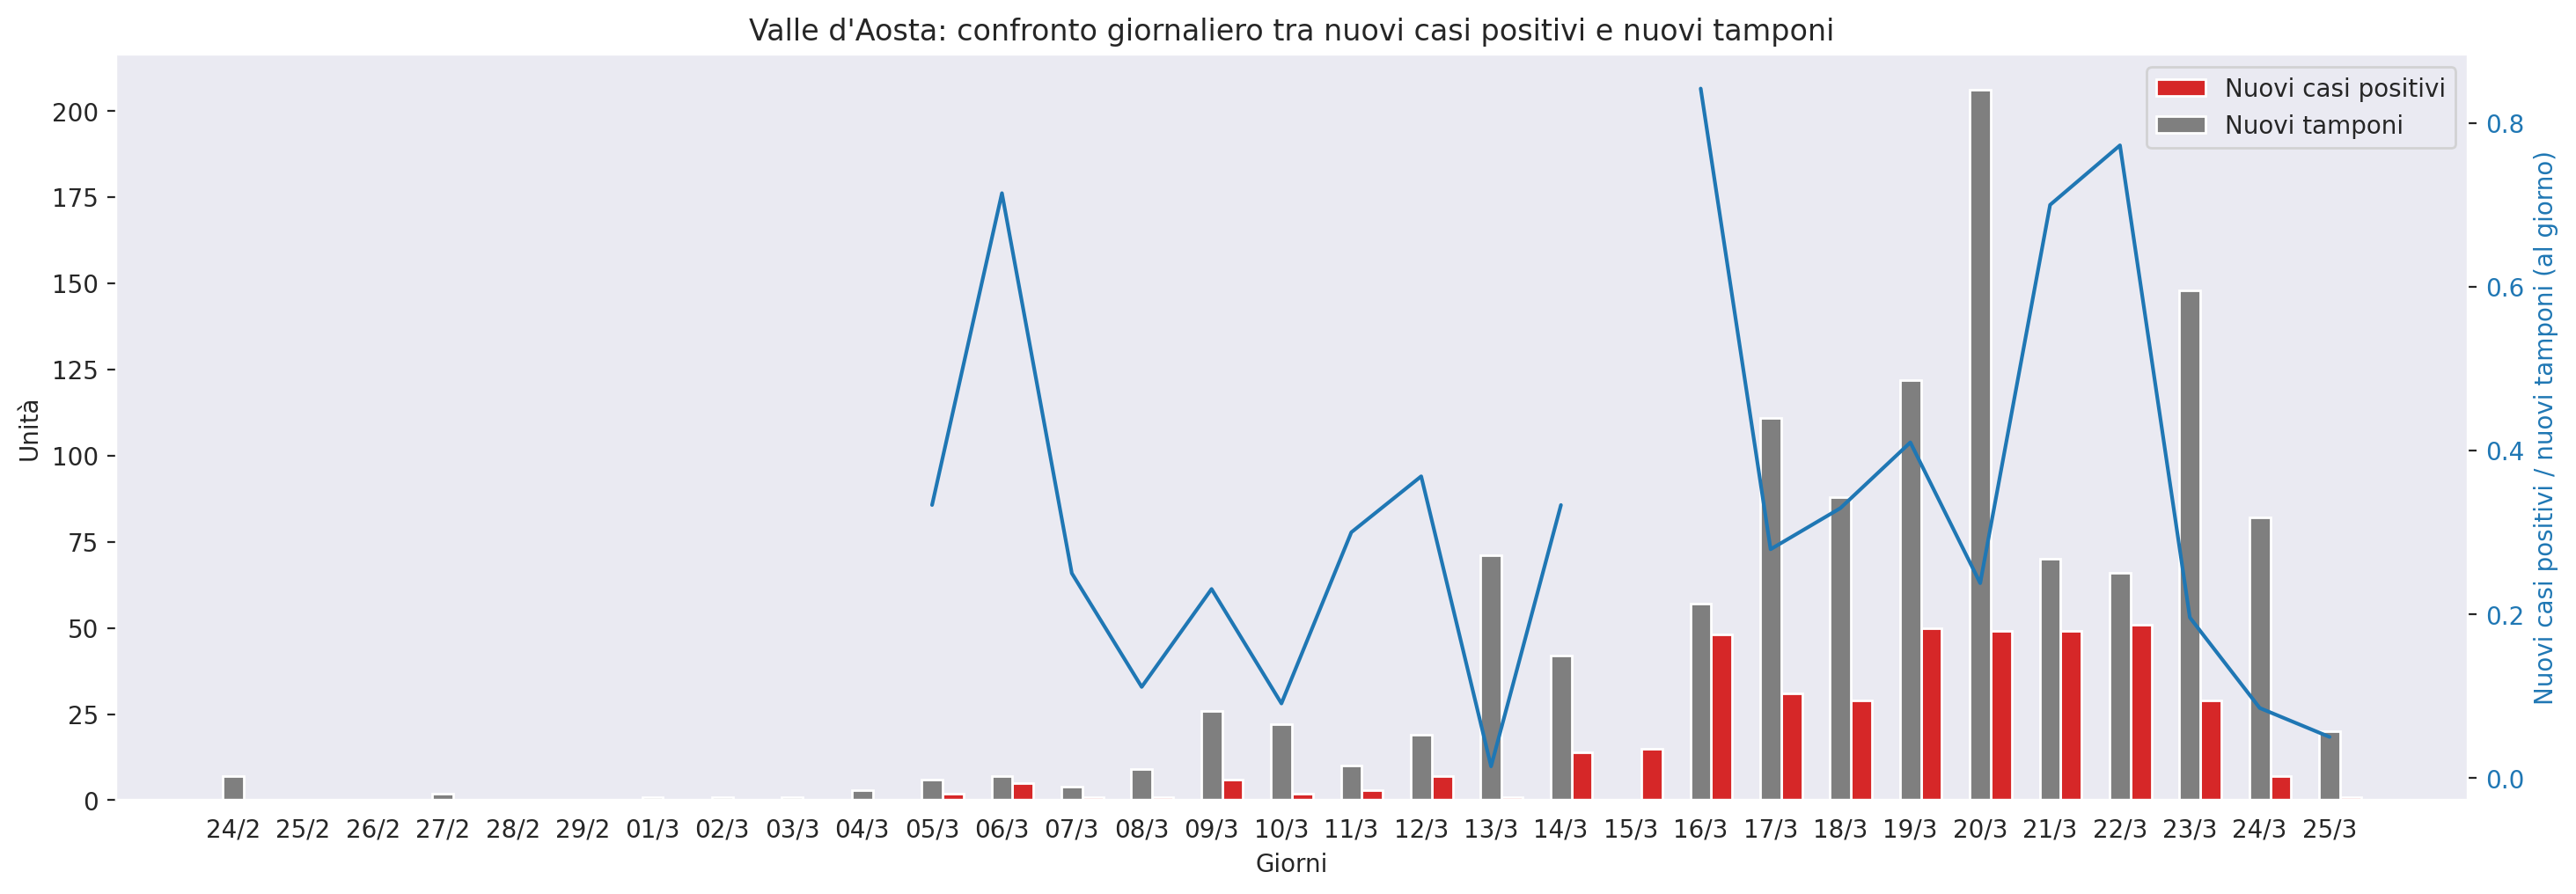 Valle d'Aosta: confronto giornaliero tra nuovi casi positivi e nuovi tamponi
Nuovi casi positivi
Nuovi tamponi
Unità
200
175
150
125
100
75
50
25
0
0.8
0.6
0.4
0.2
0.0
Nuovi casi positivi / nuovi tamponi (al giorno)
24/2 25/2 26/2 27/2 28/2 29/2 01/3 02/3 03/3 04/3 05/3 06/3 07/3 08/3 09/3 10/3 11/3 12/3 13/3 14/3 15/3 16/3 17/3 18/3 19/3 20/3 21/3 22/3 23/3 24/3 25/3
Giorni